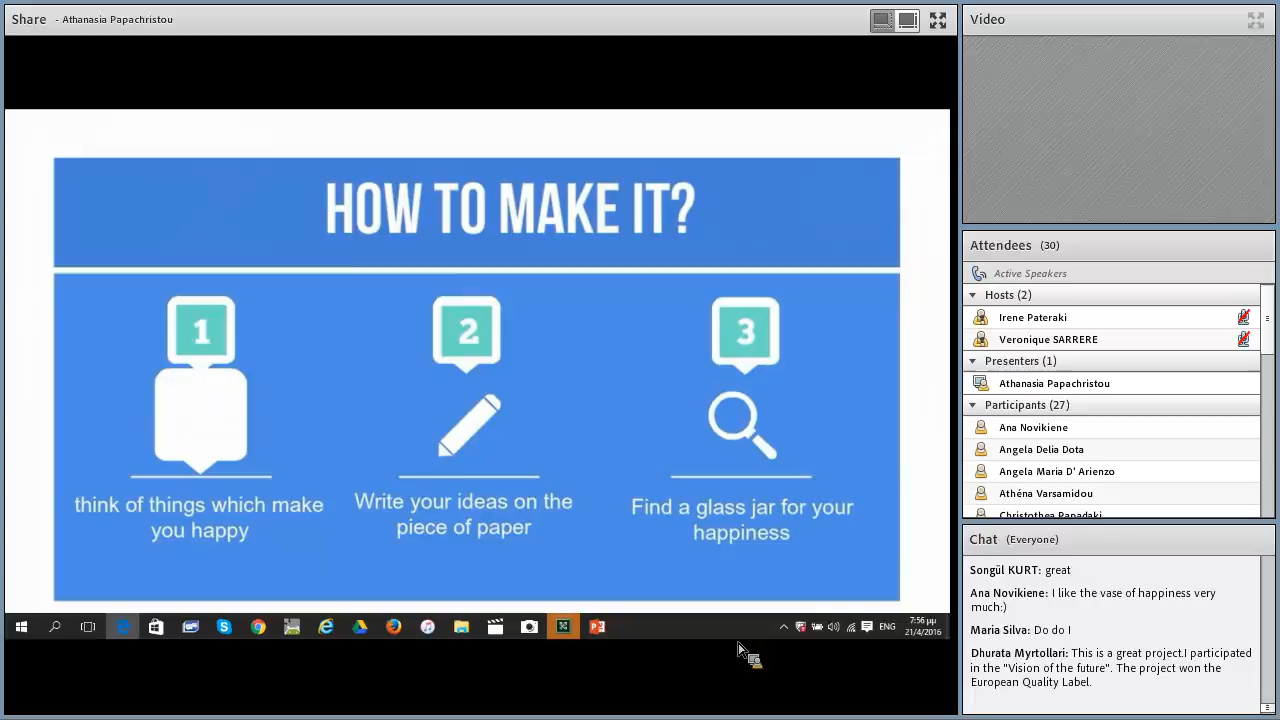 Share - Athanasia Papachristou
HOW TO MAKE IT?
1
2
3
think of things which make
you happy
Write your ideas on the
piece of paper
Find a glass jar for your
happiness
ENG
7:56 μμ
21/4/2016
Video
Attendees (30)
Active Speakers
Hosts (2)
Irene Pateraki
Veronique SARRERE
Presenters (1)
Athanasia Papachristou
Participants (27)
Ana Novikiene
Angela Delia Dota
Angela Maria D' Arienzo
Athéna Varsamidou
Christothea Papadaki
Chat (Everyone)
Songül KURT: great
Ana Novikiene: I like the vase of happiness very
much:)
Maria Silva: Do do I
Dhurata Myrtollari: This is a great project.I participated
in the "Vision of the future". The project won the
European Quality Label.